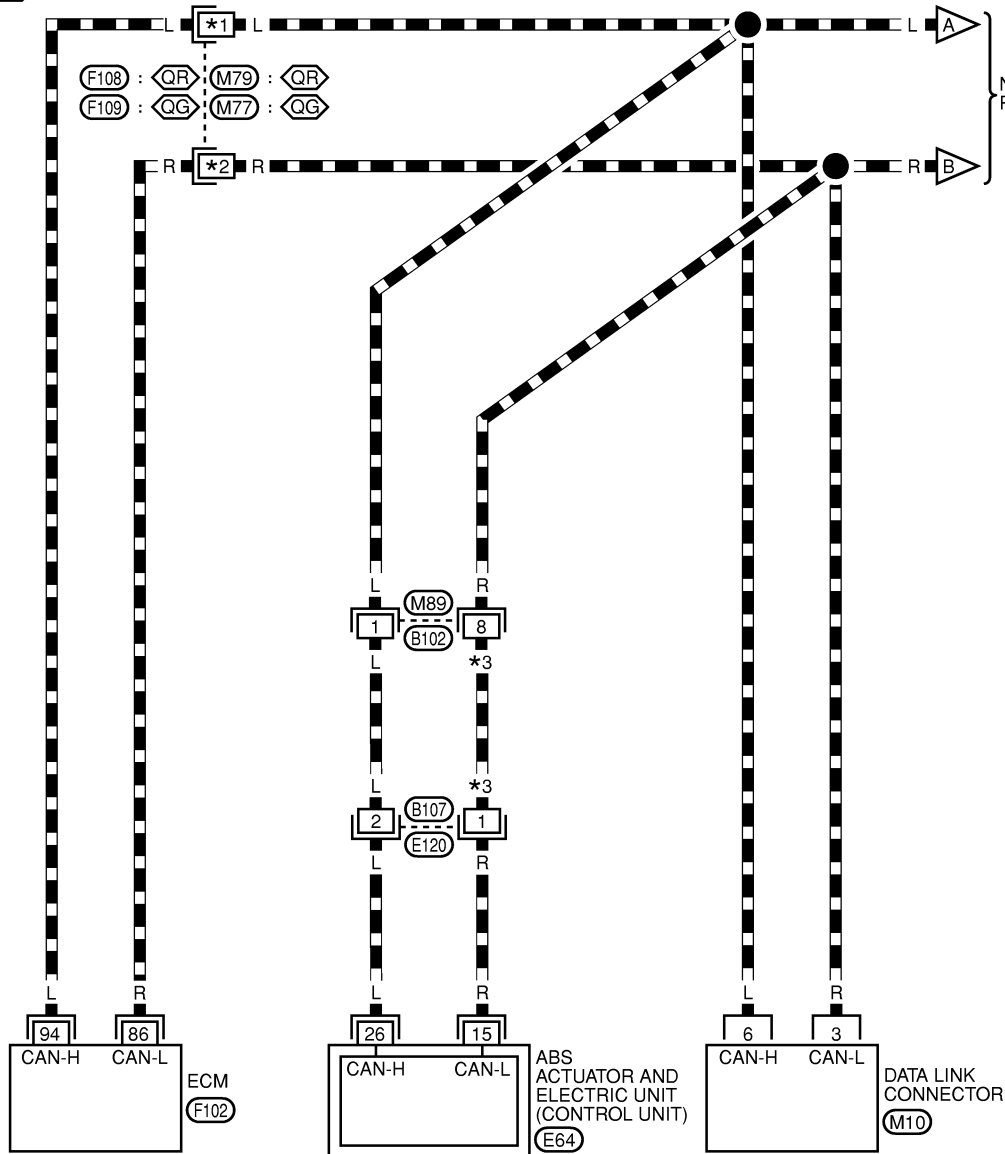 L *1 L L A
F108 : QR M79 : QR
F109 : QG M77 : QG
R *2 R R B
L R
M89
1 8
B102
L *3
L *3
B107
2 1
E120
L R
L R L R L R
94 86 26 15 6 3
CAN-H CAN-L CAN-H CAN-L CAN-H CAN-L
ECM
F102
ABS
ACTUATOR AND
ELECTRIC UNIT
(CONTROL UNIT)
E64
DATA LINK
CONNECTOR
M10